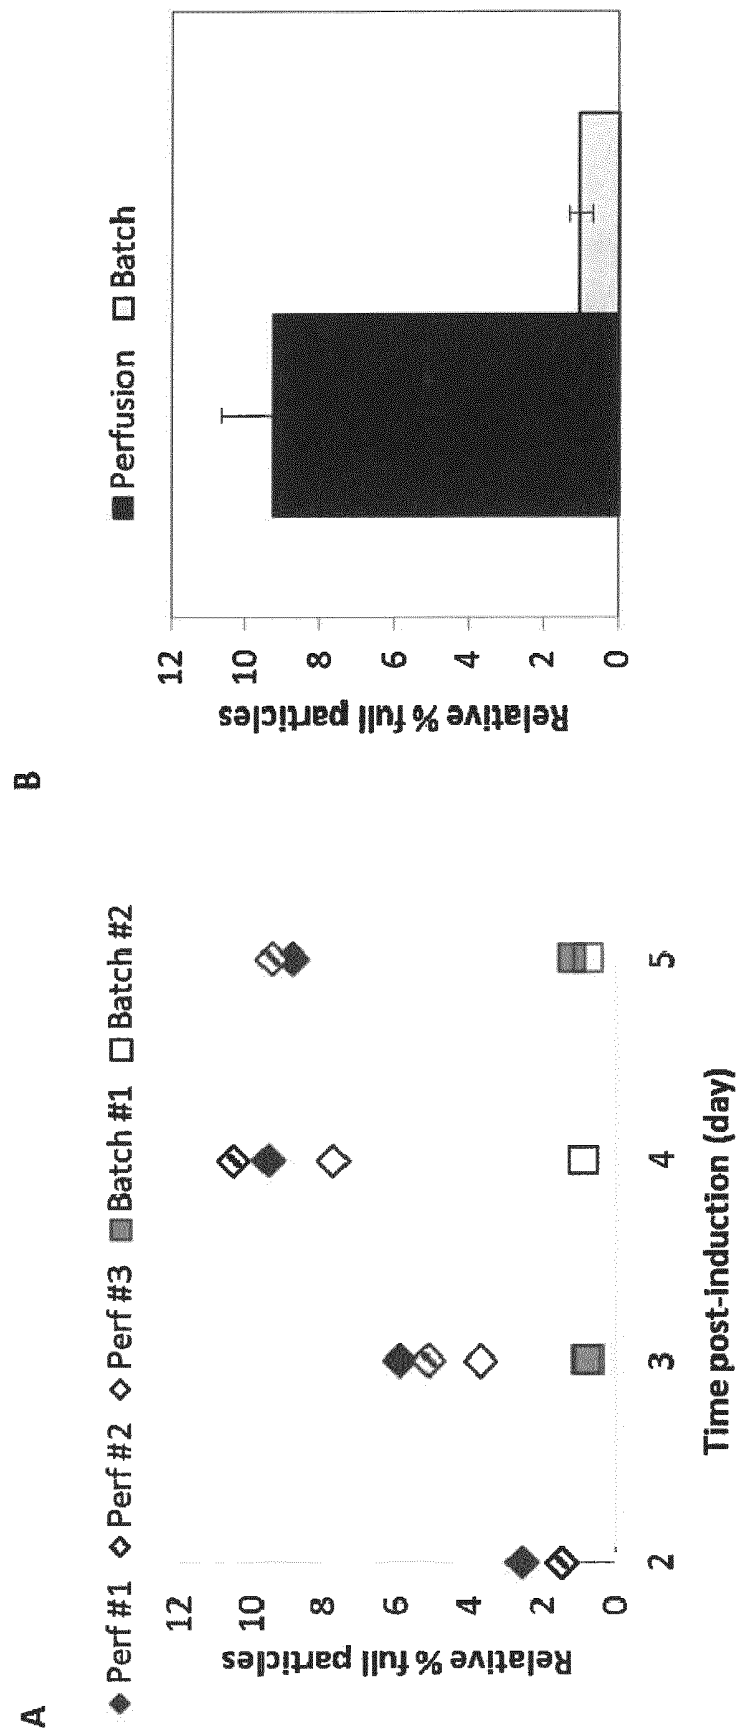 A
Perf #1 Perf #2 Perf #3 Batch #1 Batch #2
Relative % full particles
12
10
8
6
4
2
0
2 3 4 5
Time post-induction (day)
B
Perfusion Batch
Relative % full particles
12
10
8
6
4
2
0